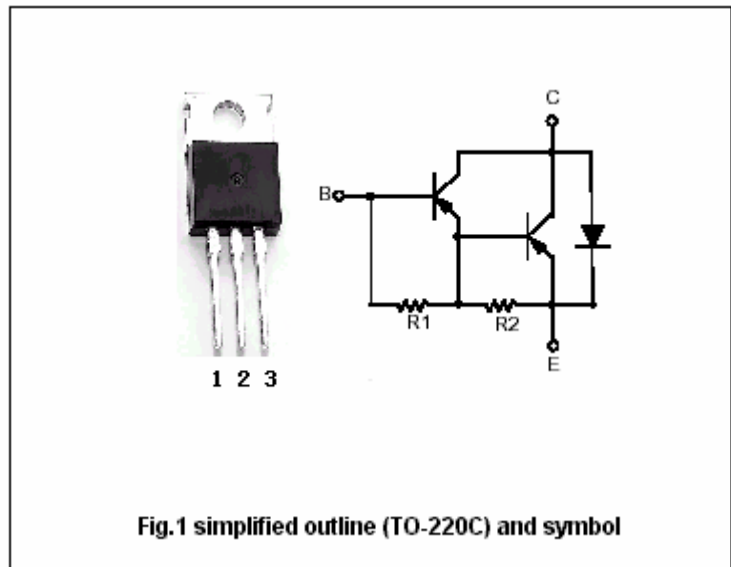 C
B
R1
R2
E
1 2 3
Fig.1 simplified outline (TO-220C) and symbol